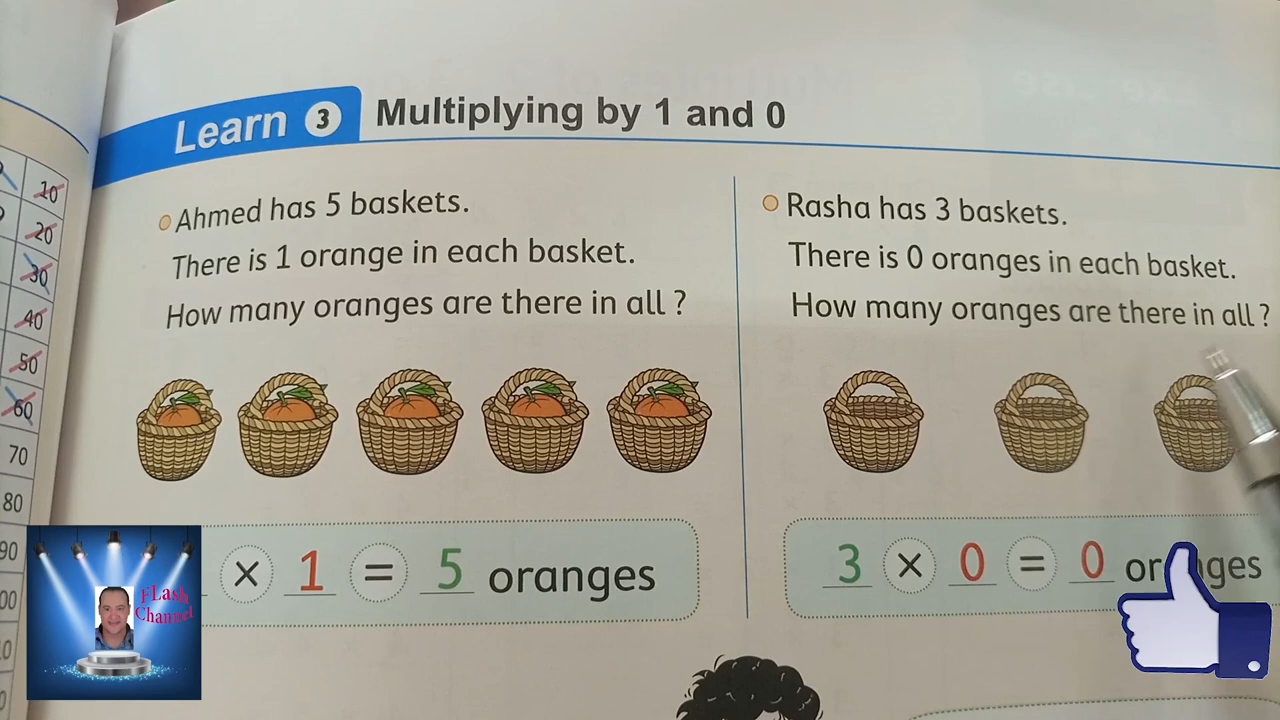 Learn 3 Multiplying by 1 and 0
Ahmed has 5 baskets.
There is 1 orange in each basket.
How many oranges are there in all ?
× 1 = 5 oranges
Rasha has 3 baskets.
There is 0 oranges in each basket.
How many oranges are there in all ?
3 × 0 = 0 oranges
10
20
30
40
50
60
70
80
90
FLash
Channel